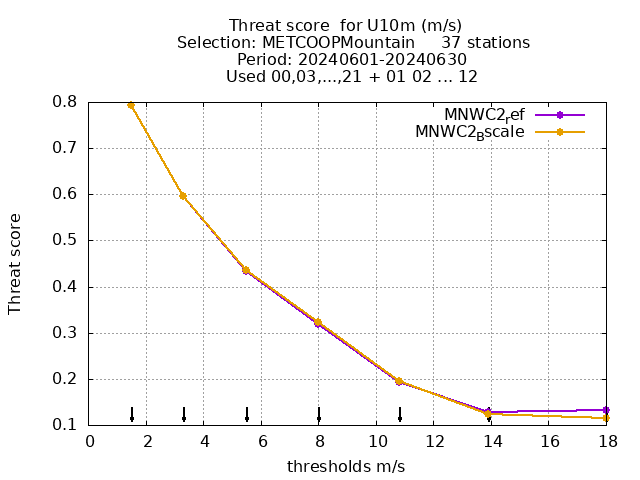 Threat score  for U10m (m/s)
Selection: METCOOPMountain     37 stations
Period: 20240601-20240630
Used 00,03,...,21 + 01 02 ... 12
MNWC2ref
MNWC2Bscale
0.8
0.7
0.6
0.5
0.4
0.3
0.2
0.1
Threat score
0 2 4 6 8 10 12 14 16 18
thresholds m/s